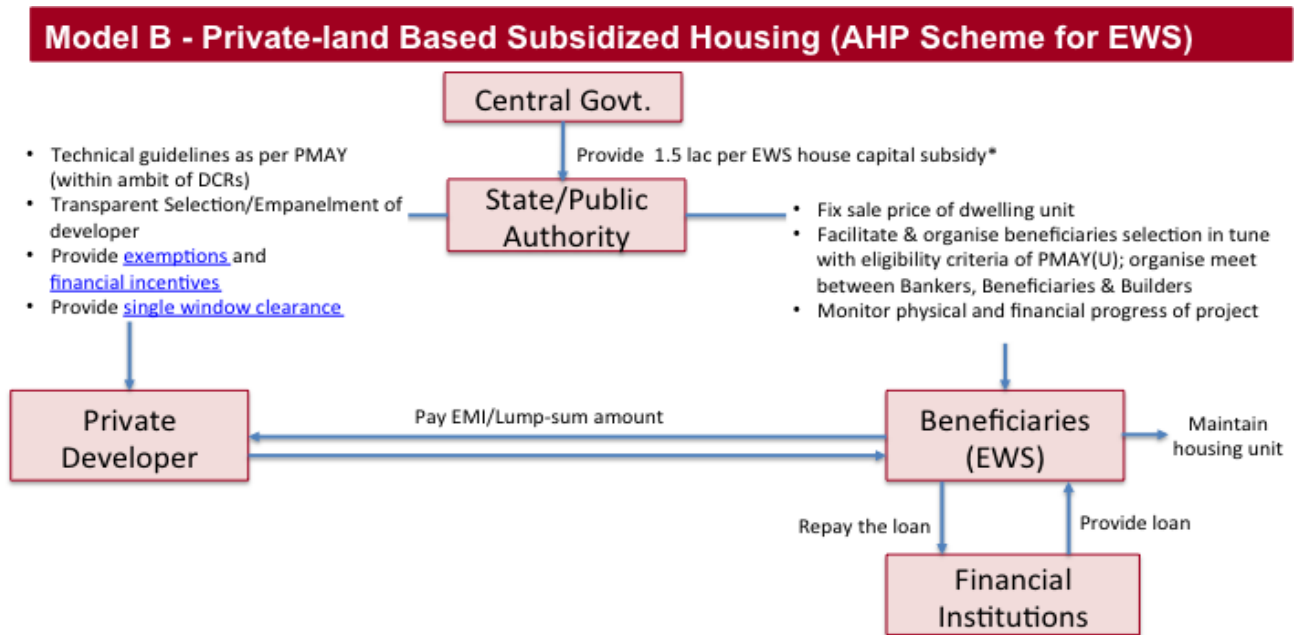 Model B - Private-land Based Subsidized Housing (AHP Scheme for EWS)
Central Govt.
Provide 1.5 lac per EWS house capital subsidy*
• Technical guidelines as per PMAY
(within ambit of DCRs)
• Transparent Selection/Empanelment of
developer
• Provide exemptions and
financial incentives
• Provide single window clearance
State/Public
Authority
• Fix sale price of dwelling unit
• Facilitate & organise beneficiaries selection in tune
with eligibility criteria of PMAY(U); organise meet
between Bankers, Beneficiaries & Builders
• Monitor physical and financial progress of project
Private
Developer
Pay EMI/Lump-sum amount
Beneficiaries
(EWS)
Maintain
housing unit
Repay the loan
Provide loan
Financial
Institutions